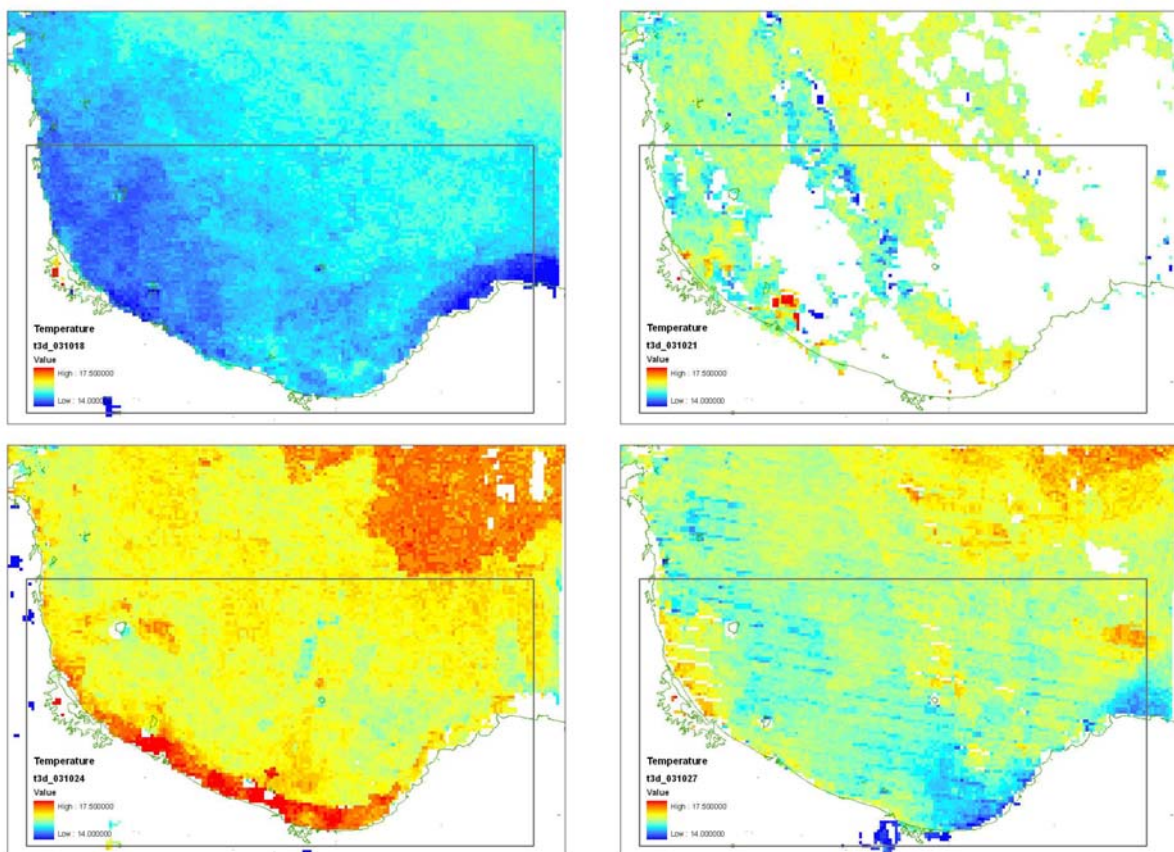 Temperature
t3d_031018
Value
High : 17.500000
Low : 14.000000
Temperature
t3d_031021
Value
High : 17.500000
Low : 14.000000
Temperature
t3d_031024
Value
High : 17.500000
Low : 14.000000
Temperature
t3d_031027
Value
High : 17.500000
Low : 14.000000